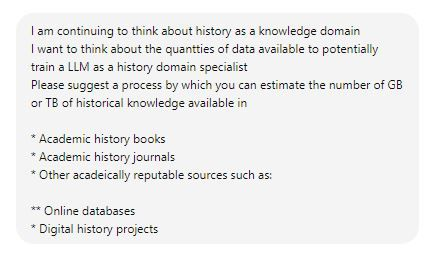 I am continuing to think about history as a knowledge domain
I want to think about the quantties of data available to potentially
train a LLM as a history domain specialist
Please suggest a process by which you can estimate the number of GB
or TB of historical knowledge available in
* Academic history books
* Academic history journals
* Other acadeically reputable sources such as:
** Online databases
* Digital history projects